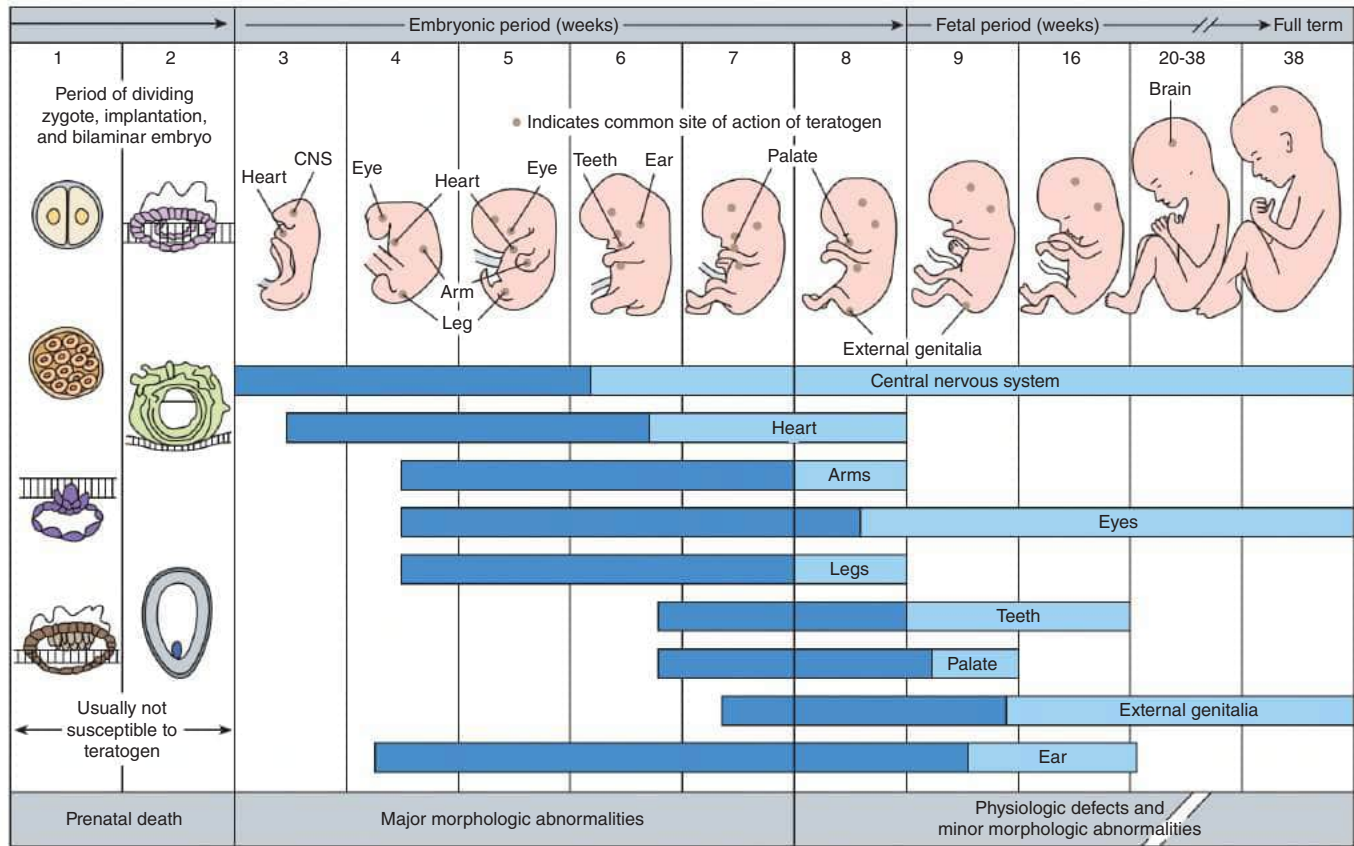 Embryonic period (weeks)
Fetal period (weeks)
Full term
1 2 3 4 5 6 7 8 9 16 20-38 38
Period of dividing
zygote, implantation,
and bilaminar embryo
Indicates common site of action of teratogen
Brain
CNS
Heart
Eye
Heart
Eye
Teeth
Ear
Palate
Arm
Leg
External genitalia
Central nervous system
Heart
Arms
Eyes
Legs
Teeth
Palate
External genitalia
Ear
Usually not
susceptible to
teratogen
Prenatal death
Major morphologic abnormalities
Physiologic defects and
minor morphologic abnormalities